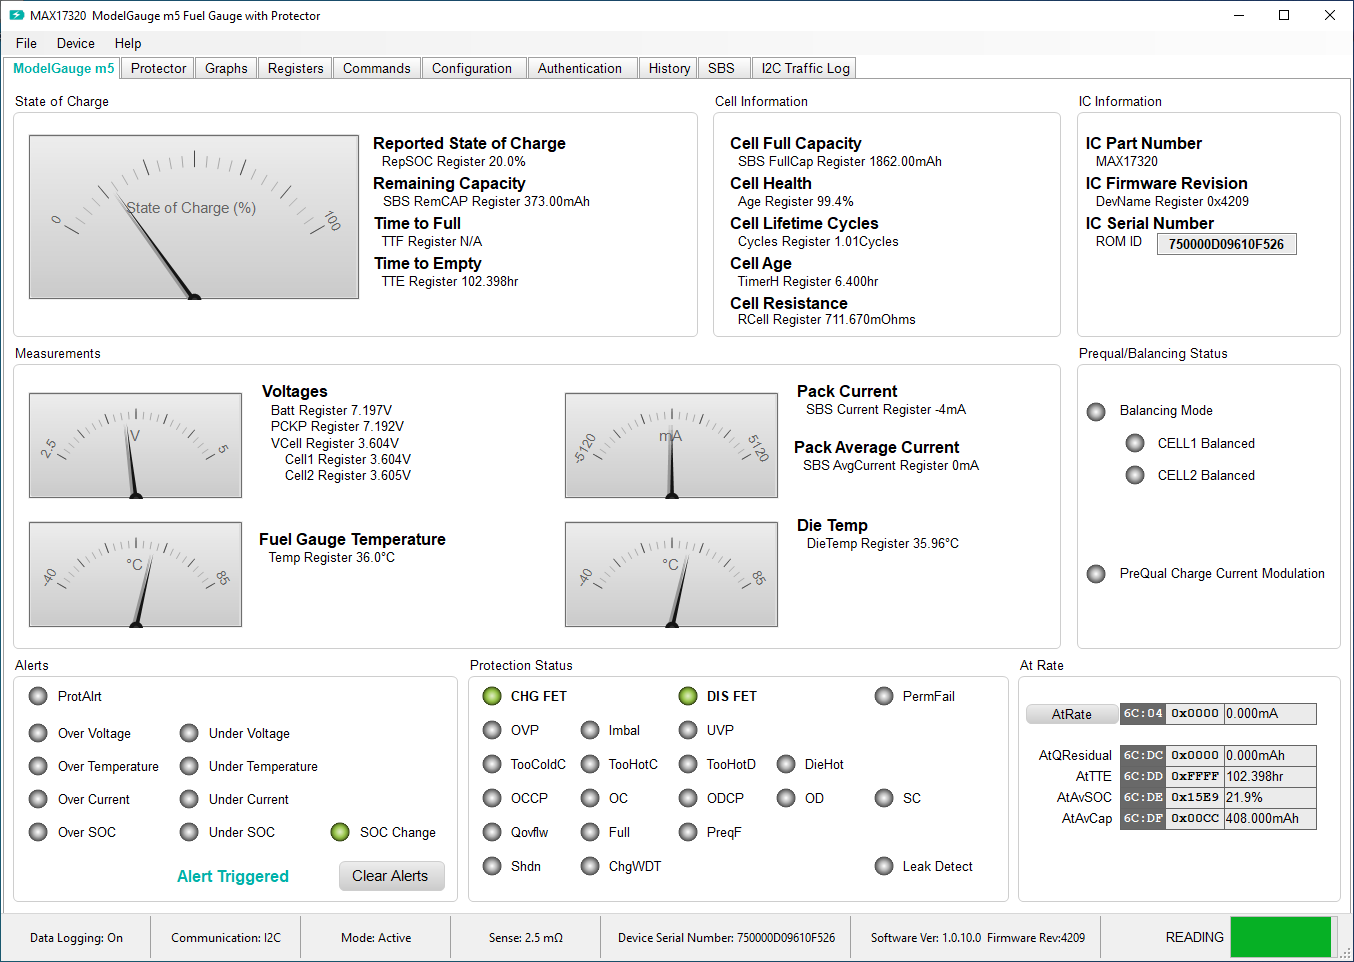 MAX17320  ModelGauge m5 Fuel Gauge with Protector
File Device Help
ModelGauge m5 Protector Graphs Registers Commands Configuration Authentication History SBS I2C Traffic Log
State of Charge
0
100
State of Charge (%)
Reported State of Charge
RepSOC Register 20.0%
Remaining Capacity
SBS RemCAP Register 373.00mAh
Time to Full
TTF Register N/A
Time to Empty
TTE Register 102.398hr
Cell Information
Cell Full Capacity
SBS FullCap Register 1862.00mAh
Cell Health
Age Register 99.4%
Cell Lifetime Cycles
Cycles Register 1.01Cycles
Cell Age
TimerH Register 6.400hr
Cell Resistance
RCell Register 711.670mOhms
IC Information
IC Part Number
MAX17320
IC Firmware Revision
DevName Register 0x4209
IC Serial Number
ROM ID 750000D09610F526
Measurements
2.5
V
5
Voltages
Batt Register 7.197V
PCKP Register 7.192V
VCell Register 3.604V
Cell1 Register 3.604V
Cell2 Register 3.605V
-5120
mA
5120
Pack Current
SBS Current Register -4mA
Pack Average Current
SBS AvgCurrent Register 0mA
-40
°C
85
Fuel Gauge Temperature
Temp Register 36.0°C
-40
°C
85
Die Temp
DieTemp Register 35.96°C
Prequal/Balancing Status
Balancing Mode
CELL1 Balanced
CELL2 Balanced
PreQual Charge Current Modulation
Alerts
ProtAlrt
Over Voltage Under Voltage
Over Temperature Under Temperature
Over Current Under Current
Over SOC Under SOC SOC Change
Alert Triggered Clear Alerts
Protection Status
CHG FET DIS FET PermFail
OVP Imbal UVP
TooColdC TooHotC TooHotD DieHot
OCCP OC ODCP OD SC
Qovflw Full PreqF
Shdn ChgWDT Leak Detect
At Rate
AtRate 6C:04 0x0000 0.000mA
AtQResidual 6C:DC 0x0000 0.000mAh
AtTTE 6C:DD 0xFFFF 102.398hr
AtAvSOC 6C:DE 0x15E9 21.9%
AtAvCap 6C:DF 0x00CC 408.000mAh
Data Logging: On Communication: I2C Mode: Active Sense: 2.5 mΩ Device Serial Number: 750000D09610F526 Software Ver: 1.0.10.0  Firmware Rev:4209 READING